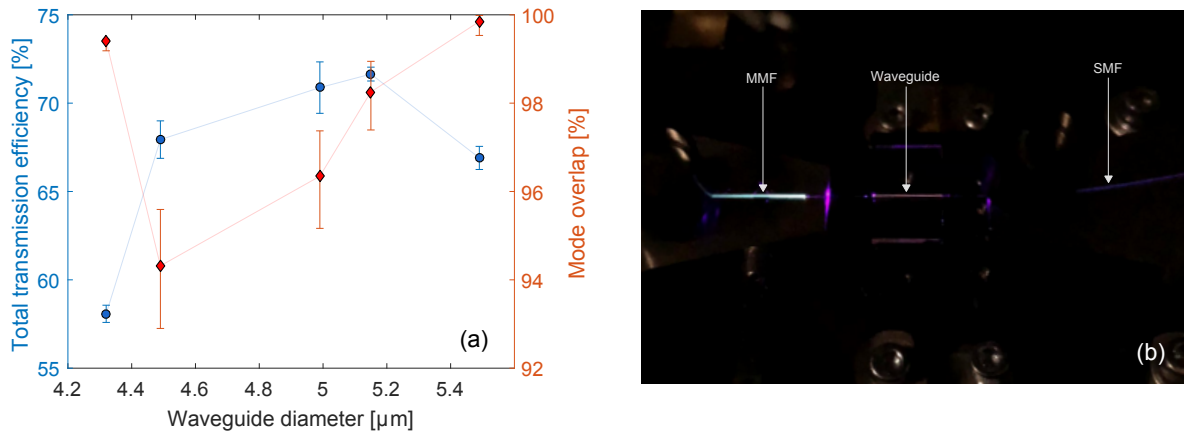 75
70
65
60
55
Total transmission efficiency [%]
100
98
96
94
92
Mode overlap [%]
4.2 4.4 4.6 4.8 5 5.2 5.4
Waveguide diameter [µm]
(a)
MMF
Waveguide
SMF
(b)